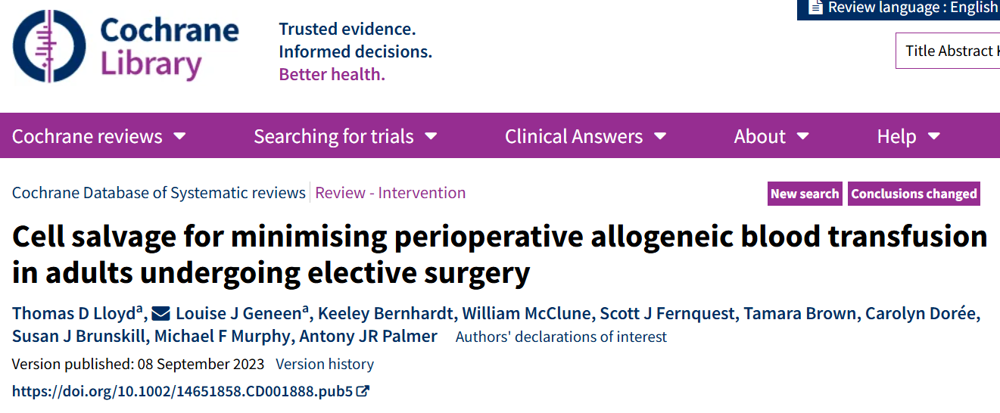 Review language : English
Cochrane
Library
Trusted evidence.
Informed decisions.
Better health.
Title Abstract
Cochrane reviews Searching for trials Clinical Answers About Help
Cochrane Database of Systematic reviews Review - Intervention New search Conclusions changed
Cell salvage for minimising perioperative allogeneic blood transfusion
in adults undergoing elective surgery
Thomas D Lloydᵃ, Louise J Geneenᵃ, Keeley Bernhardt, William McClune, Scott J Fernquest, Tamara Brown, Carolyn Dorée,
Susan J Brunskill, Michael F Murphy, Antony JR Palmer Authors' declarations of interest
Version published: 08 September 2023 Version history
https://doi.org/10.1002/14651858.CD001888.pub5